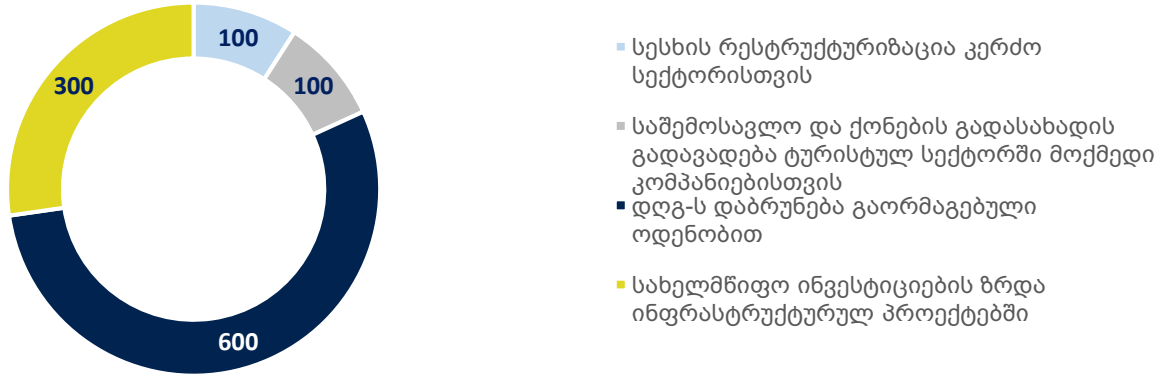 100
100
300
600
სესხის რესტრუქტურიზაცია კერძო
სექტორისთვის
საშემოსავლო და ქონების გადასახადის
გადავადება ტურისტულ სექტორში მოქმედი
კომპანიებისთვის
დღგ-ს დაბრუნება გაორმაგებული
ოდენობით
სახელმწიფო ინვესტიციების ზრდა
ინფრასტრუქტურულ პროექტებში